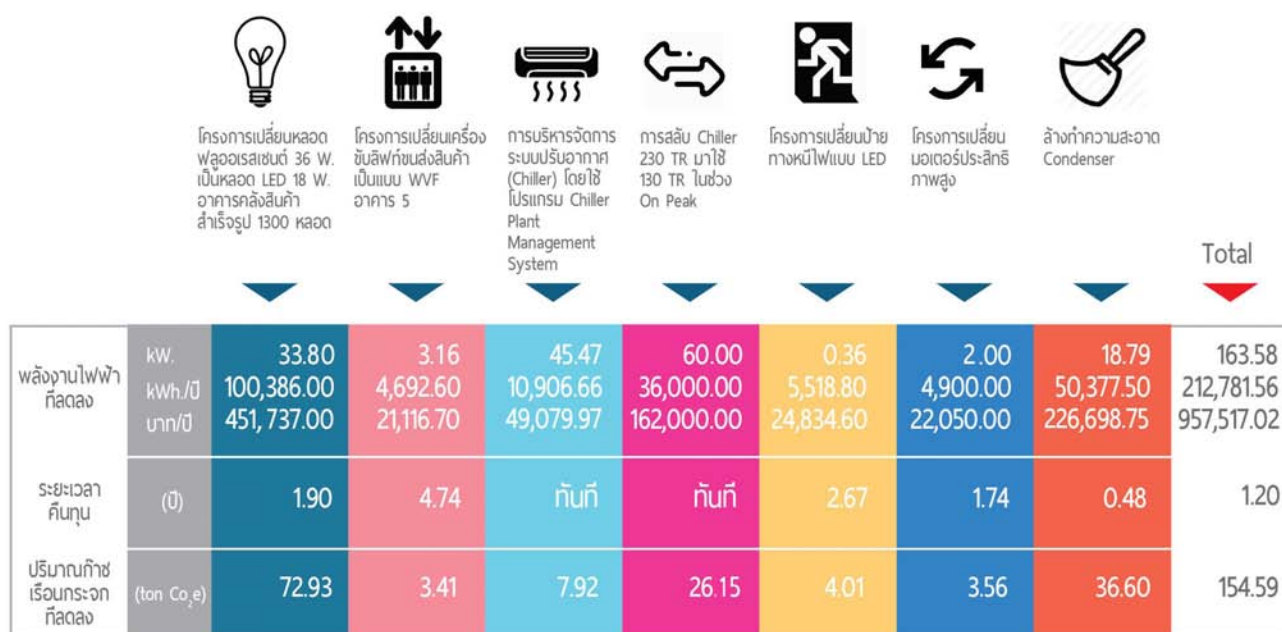 โครงการเปลี่ยนหลอด
ฟลูออเรสเซนต์ 36 W.
เป็นหลอด LED 18 W.
อาคารคลังสินค้า
สำเร็จรูป 1300 หลอด
โครงการเปลี่ยนเครื่อง
ขับลิฟท์ขนส่งสินค้า
เป็นแบบ WVF
อาคาร 5
การบริหารจัดการ
ระบบปรับอากาศ
(Chiller) โดยใช้
โปรแกรม Chiller
Plant
Management
System
การสลับ Chiller
230 TR มาใช้
130 TR ในช่วง
On Peak
โครงการเปลี่ยนป้าย
ทางหนีไฟแบบ LED
โครงการเปลี่ยน
มอเตอร์ประสิทธิ
ภาพสูง
ล้างทำความสะอาด
Condenser
Total
พลังงานไฟฟ้า
ที่ลดลง
kW. 33.80 3.16 45.47 60.00 0.36 2.00 18.79 163.58
kWh./ปี 100,386.00 4,692.60 10,906.66 36,000.00 5,518.80 4,900.00 50,377.50 212,781.56
บาท/ปี 451,737.00 21,116.70 49,079.97 162,000.00 24,834.60 22,050.00 226,698.75 957,517.02
ระยะเวลา
คืนทุน
(ปี) 1.90 4.74 ทันที ทันที 2.67 1.74 0.48 1.20
ปริมาณก๊าซ
เรือนกระจก
ที่ลดลง
(ton Co₂e) 72.93 3.41 7.92 26.15 4.01 3.56 36.60 154.59